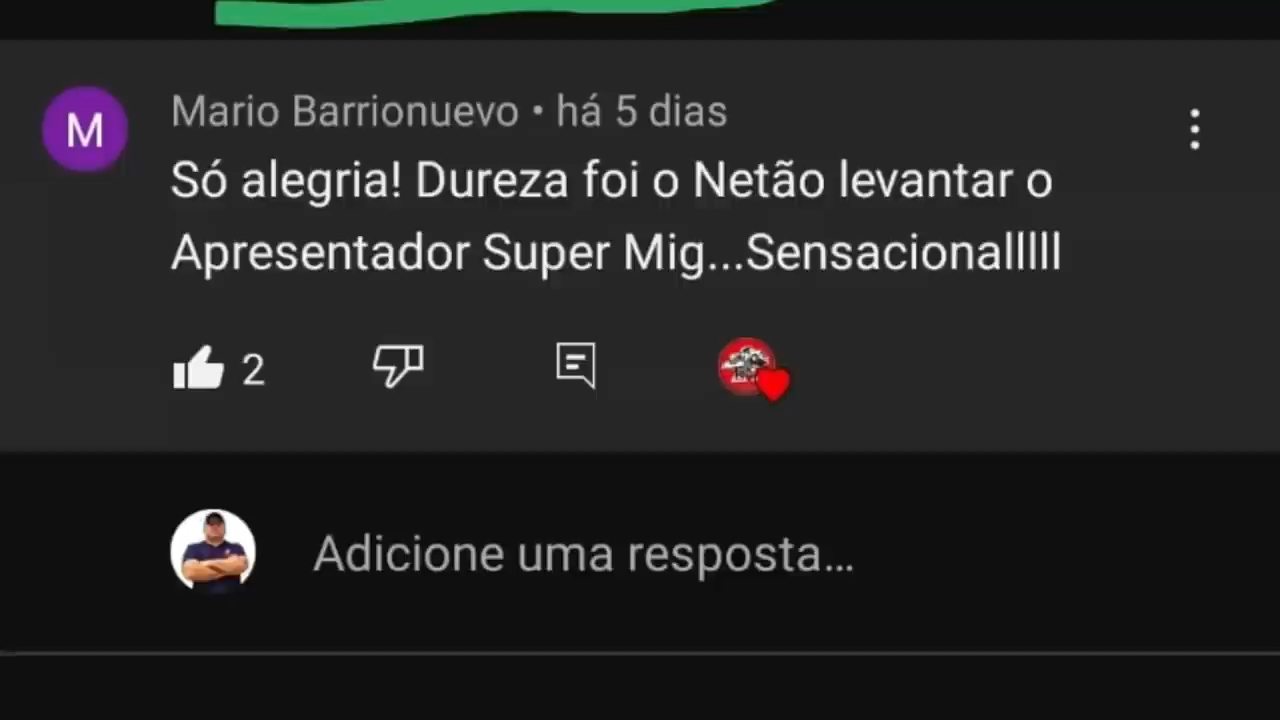 M
Mario Barrionuevo • há 5 dias
Só alegria! Dureza foi o Netão levantar o
Apresentador Super Mig...Sensacionalllll
2
Adicione uma resposta...